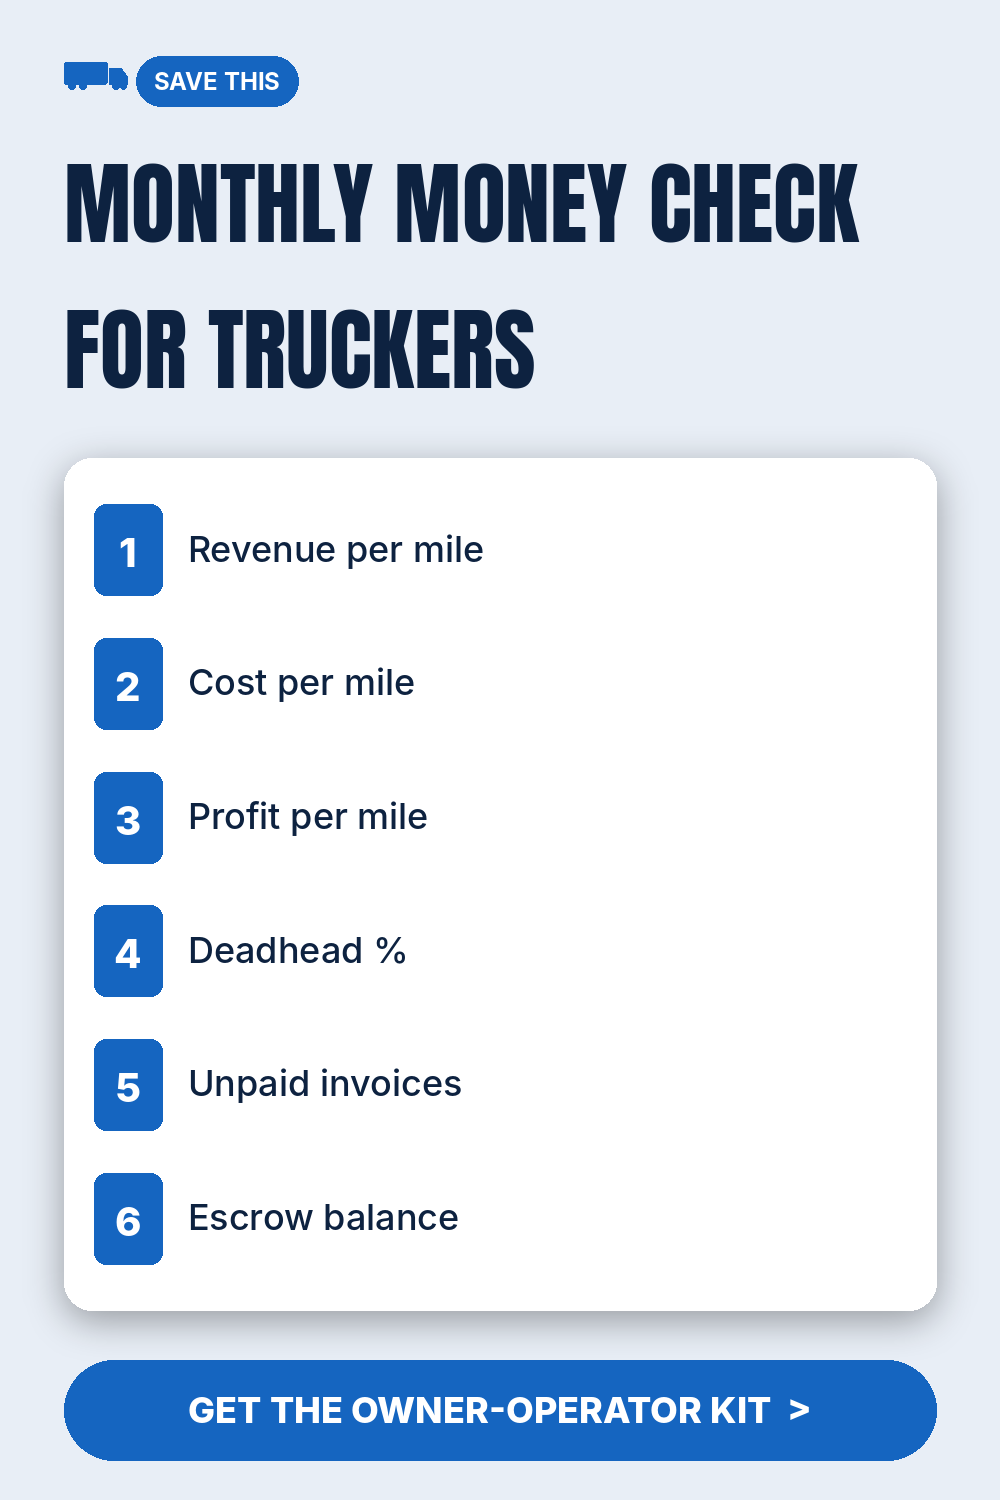 SAVE THIS
MONTHLY MONEY CHECK
FOR TRUCKERS
1 Revenue per mile
2 Cost per mile
3 Profit per mile
4 Deadhead %
5 Unpaid invoices
6 Escrow balance
GET THE OWNER-OPERATOR KIT >